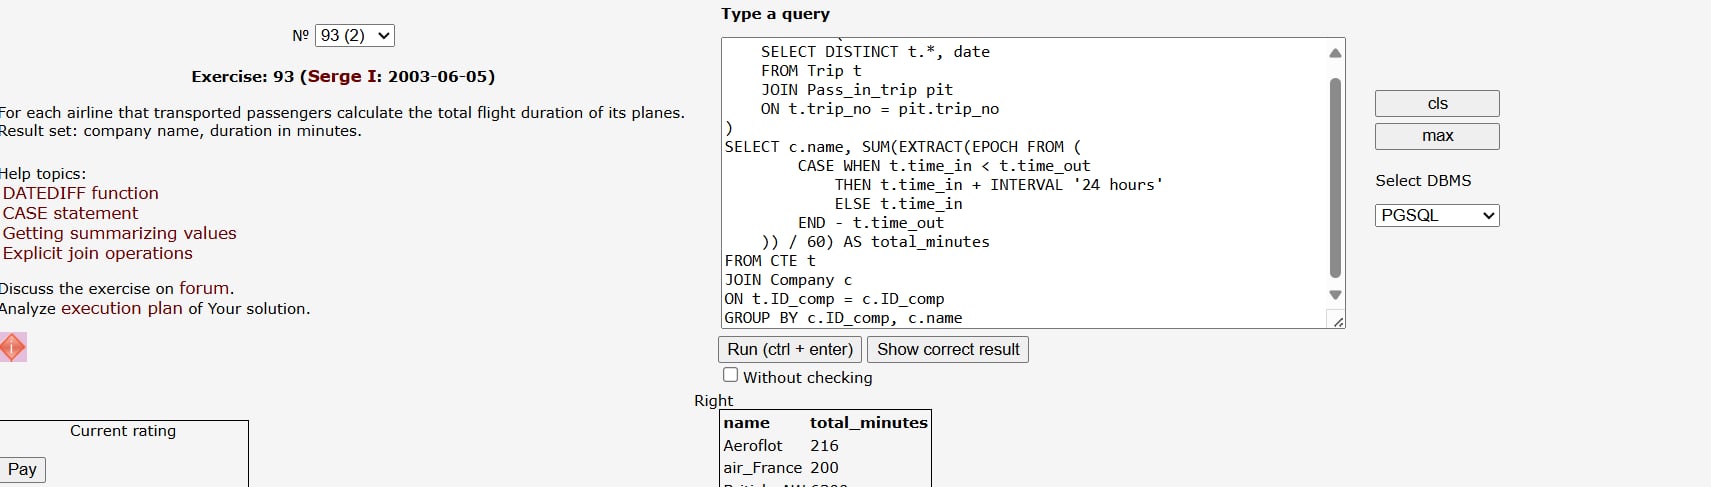 № 93 (2)
Exercise: 93 (Serge I: 2003-06-05)
For each airline that transported passengers calculate the total flight duration of its planes.
Result set: company name, duration in minutes.
Help topics:
DATEDIFF function
CASE statement
Getting summarizing values
Explicit join operations
Discuss the exercise on forum.
Analyze execution plan of Your solution.
Current rating
Pay
Type a query
SELECT DISTINCT t.*, date
FROM Trip t
JOIN Pass_in_trip pit
ON t.trip_no = pit.trip_no
)
SELECT c.name, SUM(EXTRACT(EPOCH FROM (
CASE WHEN t.time_in < t.time_out
THEN t.time_in + INTERVAL '24 hours'
ELSE t.time_in
END - t.time_out
)) / 60) AS total_minutes
FROM CTE t
JOIN Company c
ON t.ID_comp = c.ID_comp
GROUP BY c.ID_comp, c.name
Run (ctrl + enter) Show correct result
Without checking
Right
name total_minutes
Aeroflot 216
air_France 200
cls
max
Select DBMS
PGSQL